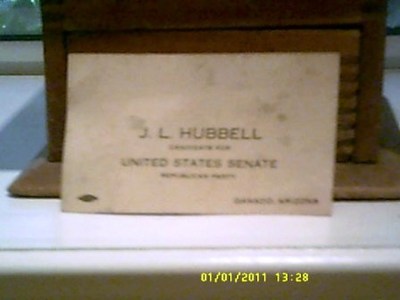 J. L. HUBBELL
CANDIDATE FOR
UNITED STATES SENATE
REPUBLICAN PARTY
GANADO, ARIZONA
01/01/2011 13:28